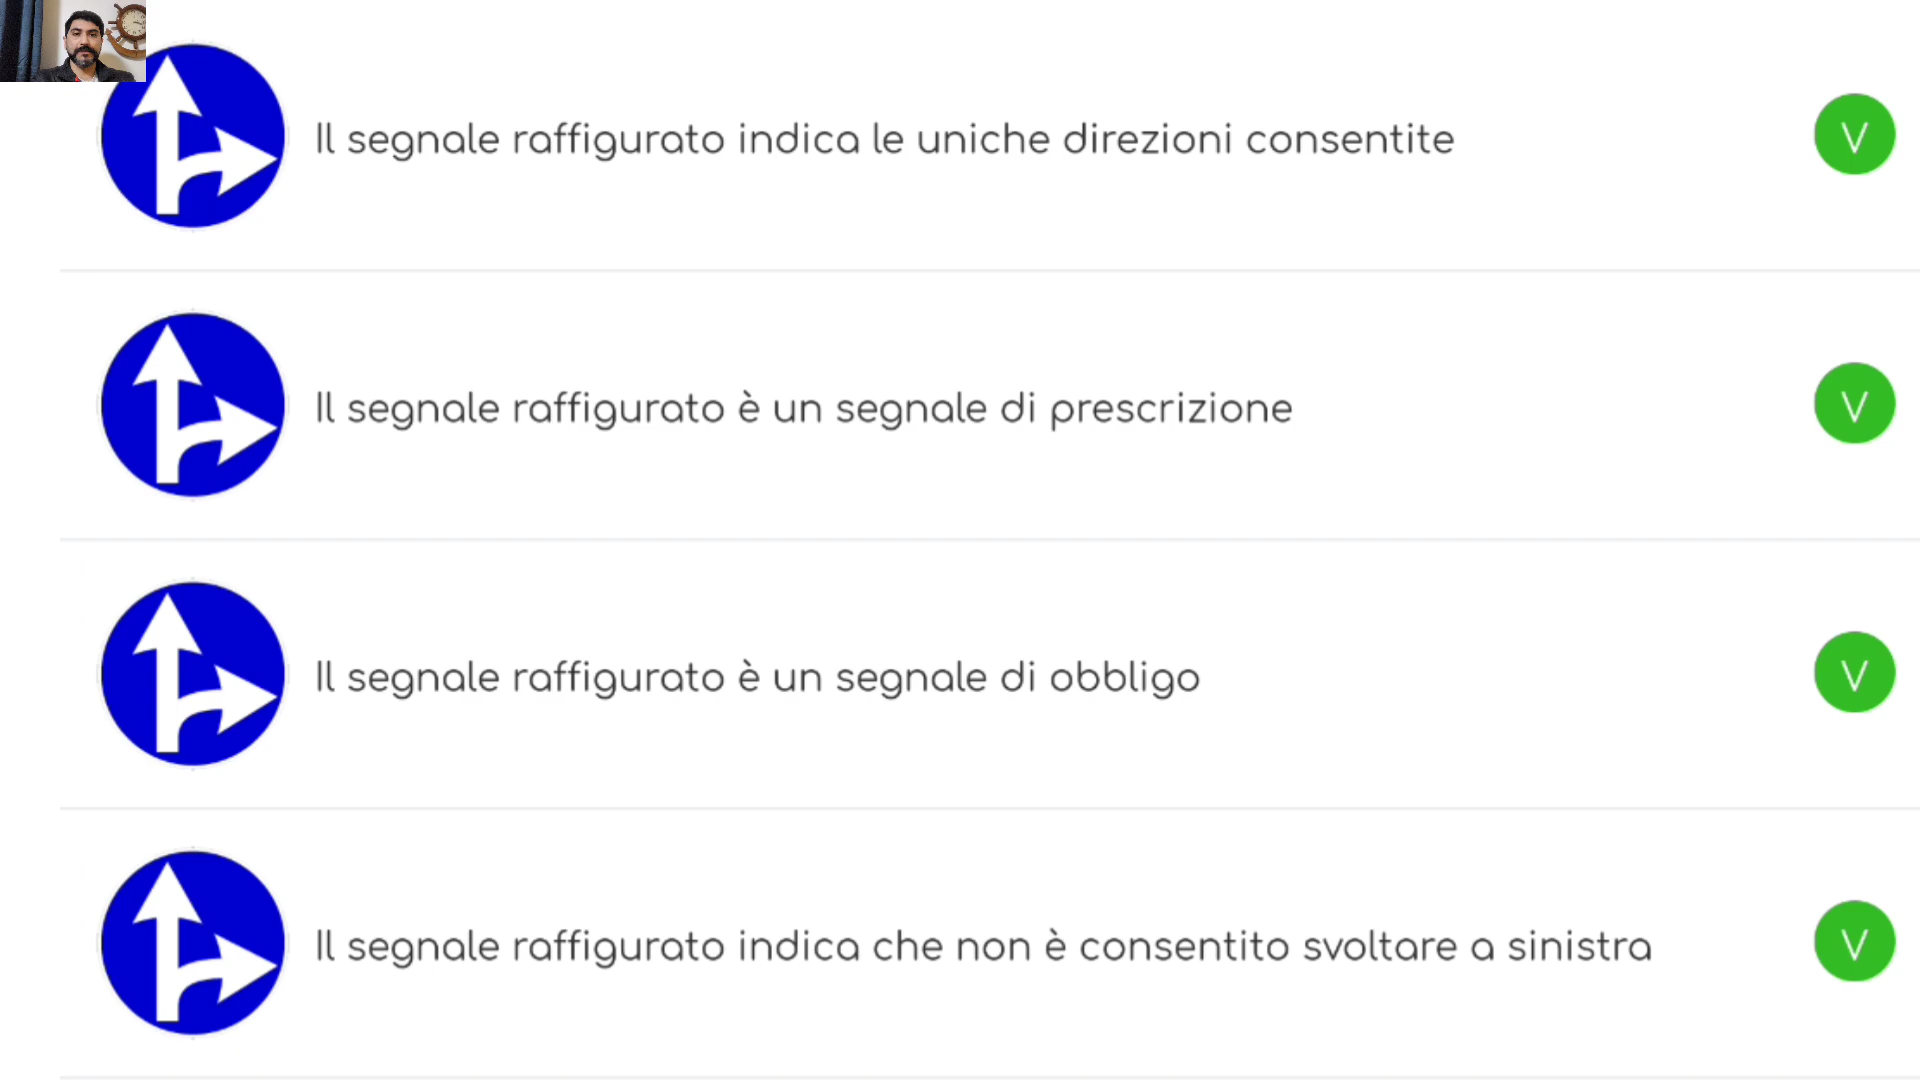 Il segnale raffigurato indica le uniche direzioni consentite
V
Il segnale raffigurato è un segnale di prescrizione
V
Il segnale raffigurato è un segnale di obbligo
V
Il segnale raffigurato indica che non è consentito svoltare a sinistra
V